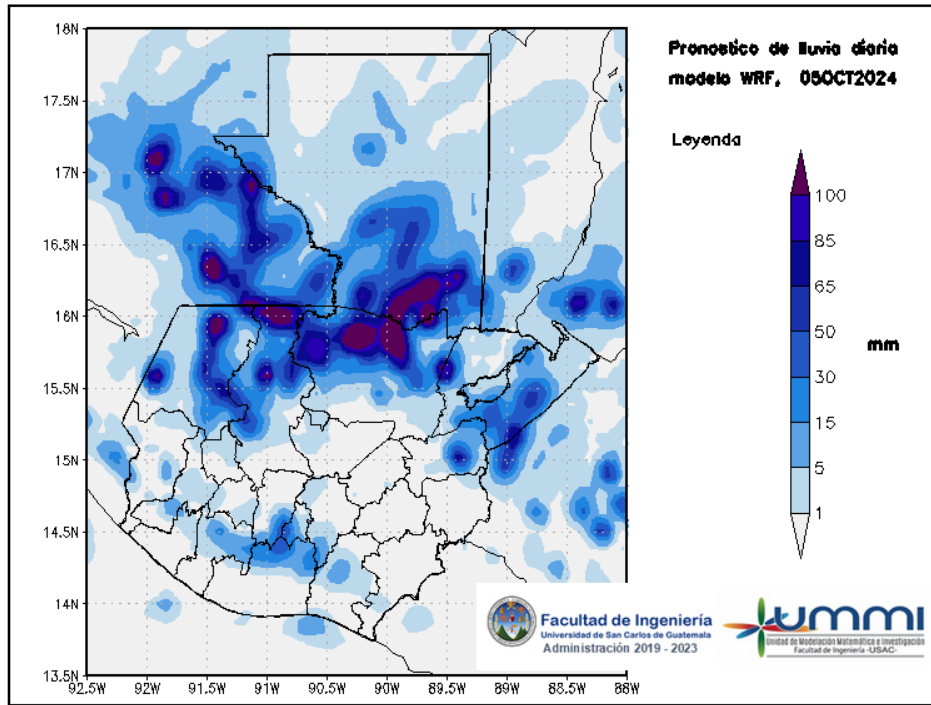 Pronostico de lluvia diaria
modelo WRF, 05OCT2024
Leyenda
100
85
65
50
30
15
5
1
mm
18N
17.5N
17N
16.5N
16N
15.5N
15N
14.5N
14N
13.5N
92.5W
92W
91.5W
91W
90.5W
90W
89.5W
89W
88.5W
88W
Facultad de Ingeniería
Universidad de San Carlos de Guatemala
Administración 2019 - 2023
UMMI
Unidad de Modelación Matemática e Investigación
Facultad de Ingeniería -USAC-